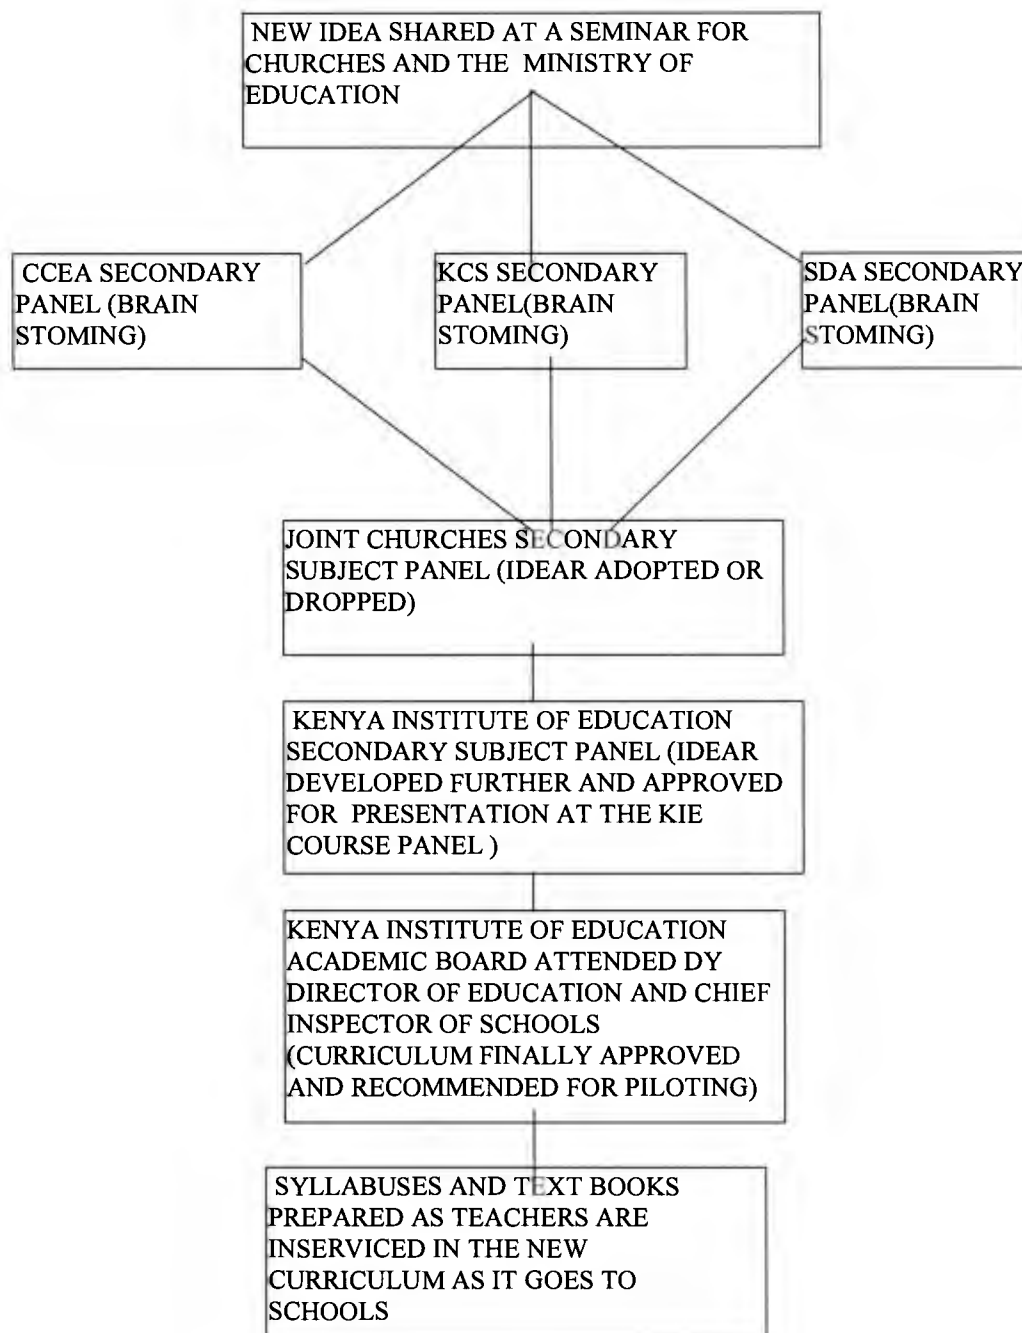 NEW IDEA SHARED AT A SEMINAR FOR
CHURCHES AND THE MINISTRY OF
EDUCATION
CCEA SECONDARY
PANEL (BRAIN
STOMING)
KCS SECONDARY
PANEL(BRAIN
STOMING)
SDA SECONDARY
PANEL(BRAIN
STOMING)
JOINT CHURCHES SECONDARY
SUBJECT PANEL (IDEAR ADOPTED OR
DROPPED)
KENYA INSTITUTE OF EDUCATION
SECONDARY SUBJECT PANEL (IDEAR
DEVELOPED FURTHER AND APPROVED
FOR PRESENTATION AT THE KIE
COURSE PANEL )
KENYA INSTITUTE OF EDUCATION
ACADEMIC BOARD ATTENDED DY
DIRECTOR OF EDUCATION AND CHIEF
INSPECTOR OF SCHOOLS
(CURRICULUM FINALLY APPROVED
AND RECOMMENDED FOR PILOTING)
SYLLABUSES AND TEXT BOOKS
PREPARED AS TEACHERS ARE
INSERVICED IN THE NEW
CURRICULUM AS IT GOES TO
SCHOOLS